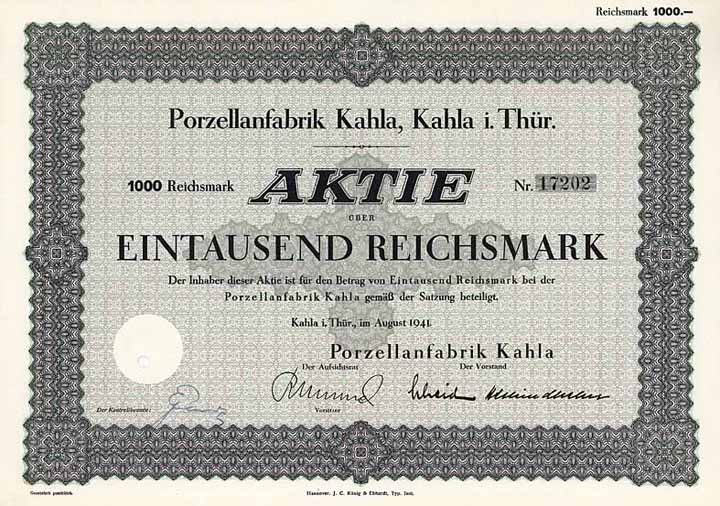 Reichsmark 1000.—
Porzellanfabrik Kahla, Kahla i. Thür.
1000 Reichsmark AKTIE Nr. 17202
ÜBER
EINTAUSEND REICHSMARK
Der Inhaber dieser Aktie ist für den Betrag von Eintausend Reichsmark bei der
Porzellanfabrik Kahla gemäß der Satzung beteiligt.
Kahla i. Thür., im August 1941.
Porzellanfabrik Kahla
Der Aufsichtsrat Der Vorstand
Vorsitzer
Der Kontrollbeamte:
Gesetzlich geschützt.
Hannover, J. C. König & Ebhardt, Typ. Inst.